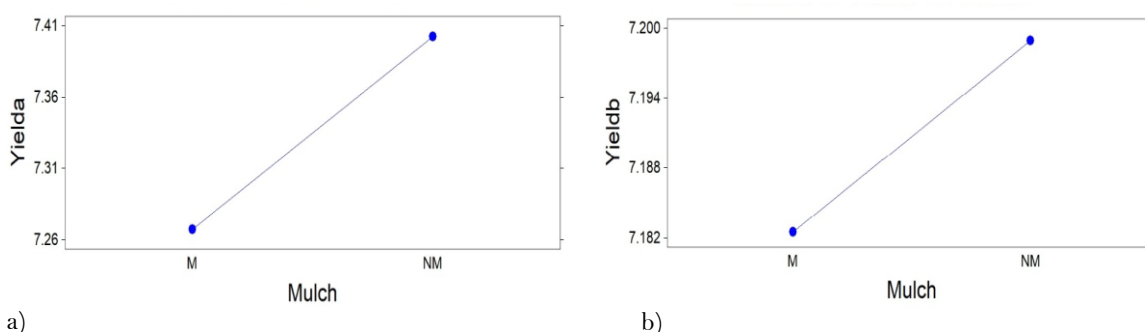 7.41
7.36
7.31
7.26
Yielda
M
NM
Mulch
a)
7.200
7.194
7.188
7.182
Yieldb
M
NM
Mulch
b)